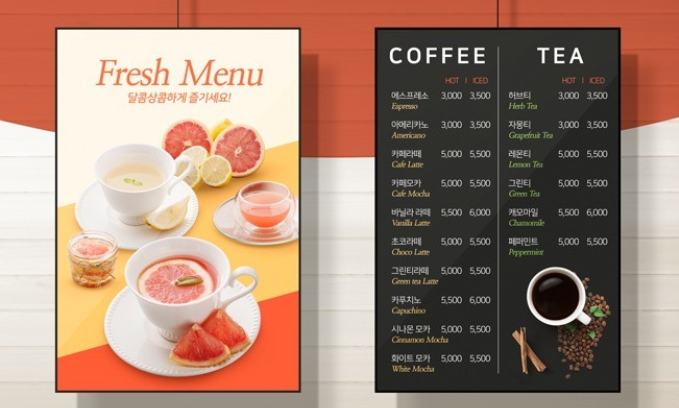 Fresh Menu
달콤상콤하게 즐기세요!
COFFEE
HOT | ICED
에스프레소 3,000 3,500
Espresso
아메리카노 3,000 3,500
Americano
카페라떼 5,000 5,500
Cafe Latte
카페모카 5,000 5,500
Cafe Mocha
바닐라 라떼 5,500 6,000
Vanilla Latte
초코라떼 5,000 5,500
Choco Latte
그린티라떼 5,000 5,500
Green tea Latte
카푸치노 5,500 6,000
Capuchino
시나몬 모카 5,000 5,500
Cinnamon Mocha
화이트 모카 5,000 5,500
White Mocha
TEA
HOT | ICED
허브티 3,000 3,500
Herb Tea
자몽티 3,000 3,500
Grapefruit Tea
레몬티 5,000 5,500
Lemon Tea
그린티 5,000 5,500
Green Tea
캐모마일 5,500 6,000
Chamomile
페퍼민트 5,000 5,500
Peppermint